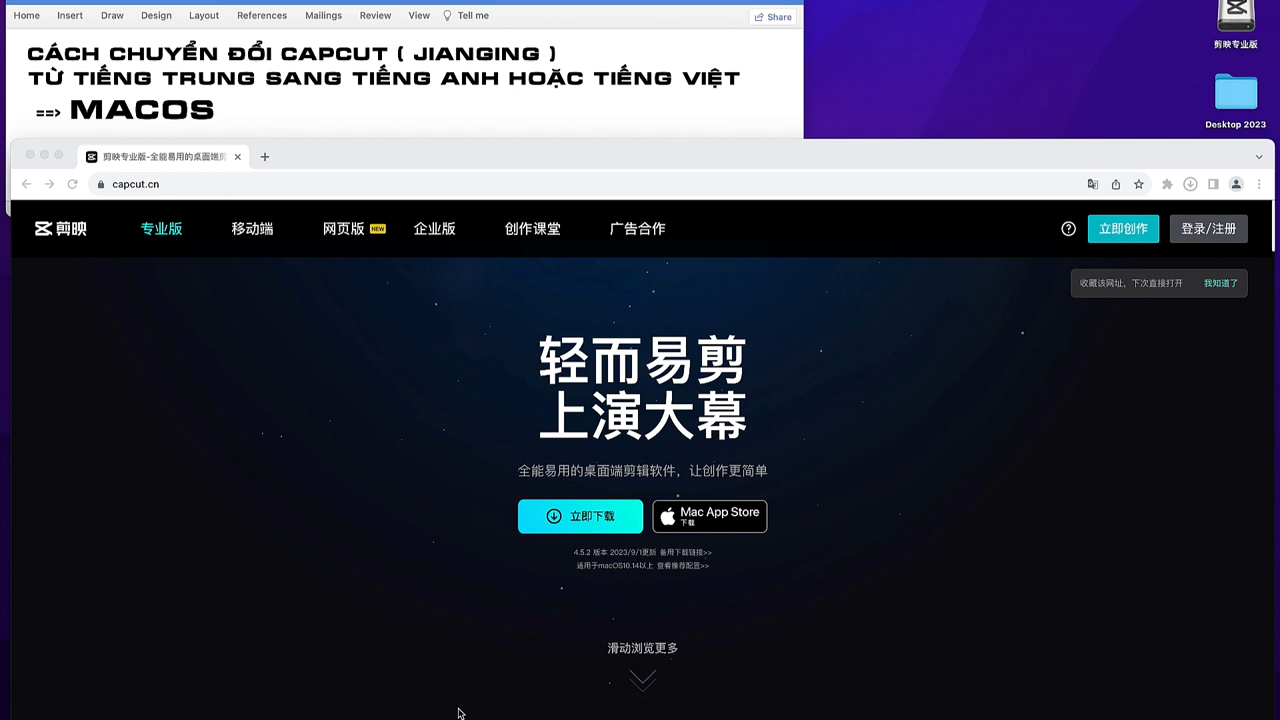 Home Insert Draw Design Layout References Mailings Review View Tell me Share
CÁCH CHUYỂN ĐỔI CAPCUT ( JIANGING )
TỪ TIẾNG TRUNG SANG TIẾNG ANH HOẶC TIẾNG VIỆT
==> MACOS
剪映专业版
Desktop 2023
剪映专业版-全能易用的桌面端剪
capcut.cn
剪映 专业版 移动端 网页版 NEW 企业版 创作课堂 广告合作 立即创作 登录/注册
收藏该网址，下次直接打开 我知道了
轻而易剪
上演大幕
全能易用的桌面端剪辑软件，让创作更简单
立即下载
Mac App Store
下载
4.5.2 版本 2023/9/1更新 备用下载链接>>
适用于macOS10.14以上 查看推荐配置>>
滑动浏览更多